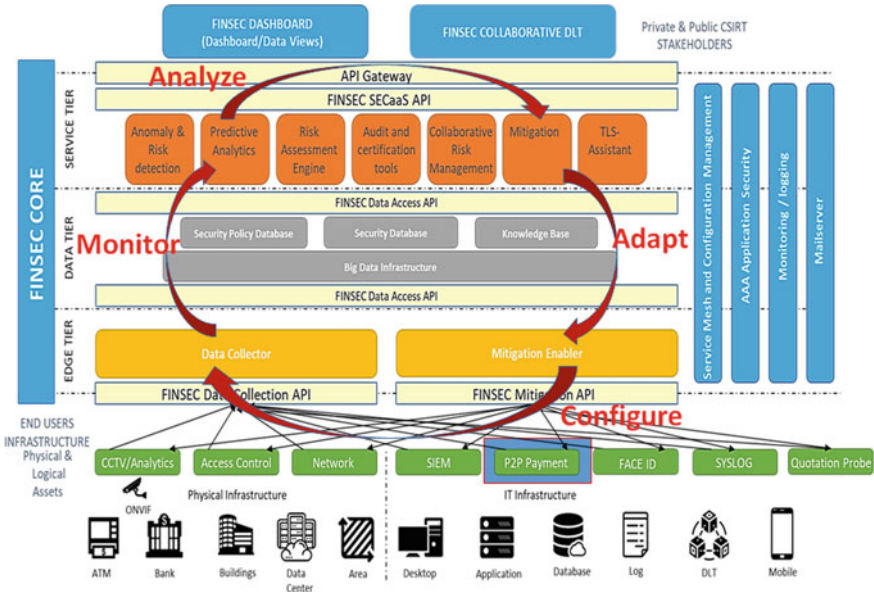 FINSEC DASHBOARD
(Dashboard/Data Views)
FINSEC COLLABORATIVE DLT
Private & Public CSIRT
STAKEHOLDERS
Analyze
API Gateway
FINSEC SECaaS API
FINSEC CORE
SERVICE TIER
Anomaly &
Risk
detection
Predictive
Analytics
Risk
Assessment
Engine
Audit and
certification
tools
Collaborative
Risk
Management
Mitigation
TLS-
Assistant
Service Mesh and Configuration Management
AAA Application Security
Monitoring / logging
Mailserver
DATA TIER
FINSEC Data Access API
Monitor
Security Policy Database
Security Database
Knowledge Base
Adapt
Big Data Infrastructure
FINSEC Data Access API
EDGE TIER
Data Collector
Mitigation Enabler
FINSEC Data Collection API
FINSEC Mitigation API
Configure
END USERS
INFRASTRUCTURE
Physical &
Logical
Assets
CCTV/Analytics
Access Control
Network
SIEM
P2P Payment
FACE ID
SYSLOG
Quotation Probe
ONVIF
Physical Infrastructure
IT Infrastructure
ATM
Bank
Buildings
Data
Center
Area
Desktop
Application
Database
Log
DLT
Mobile